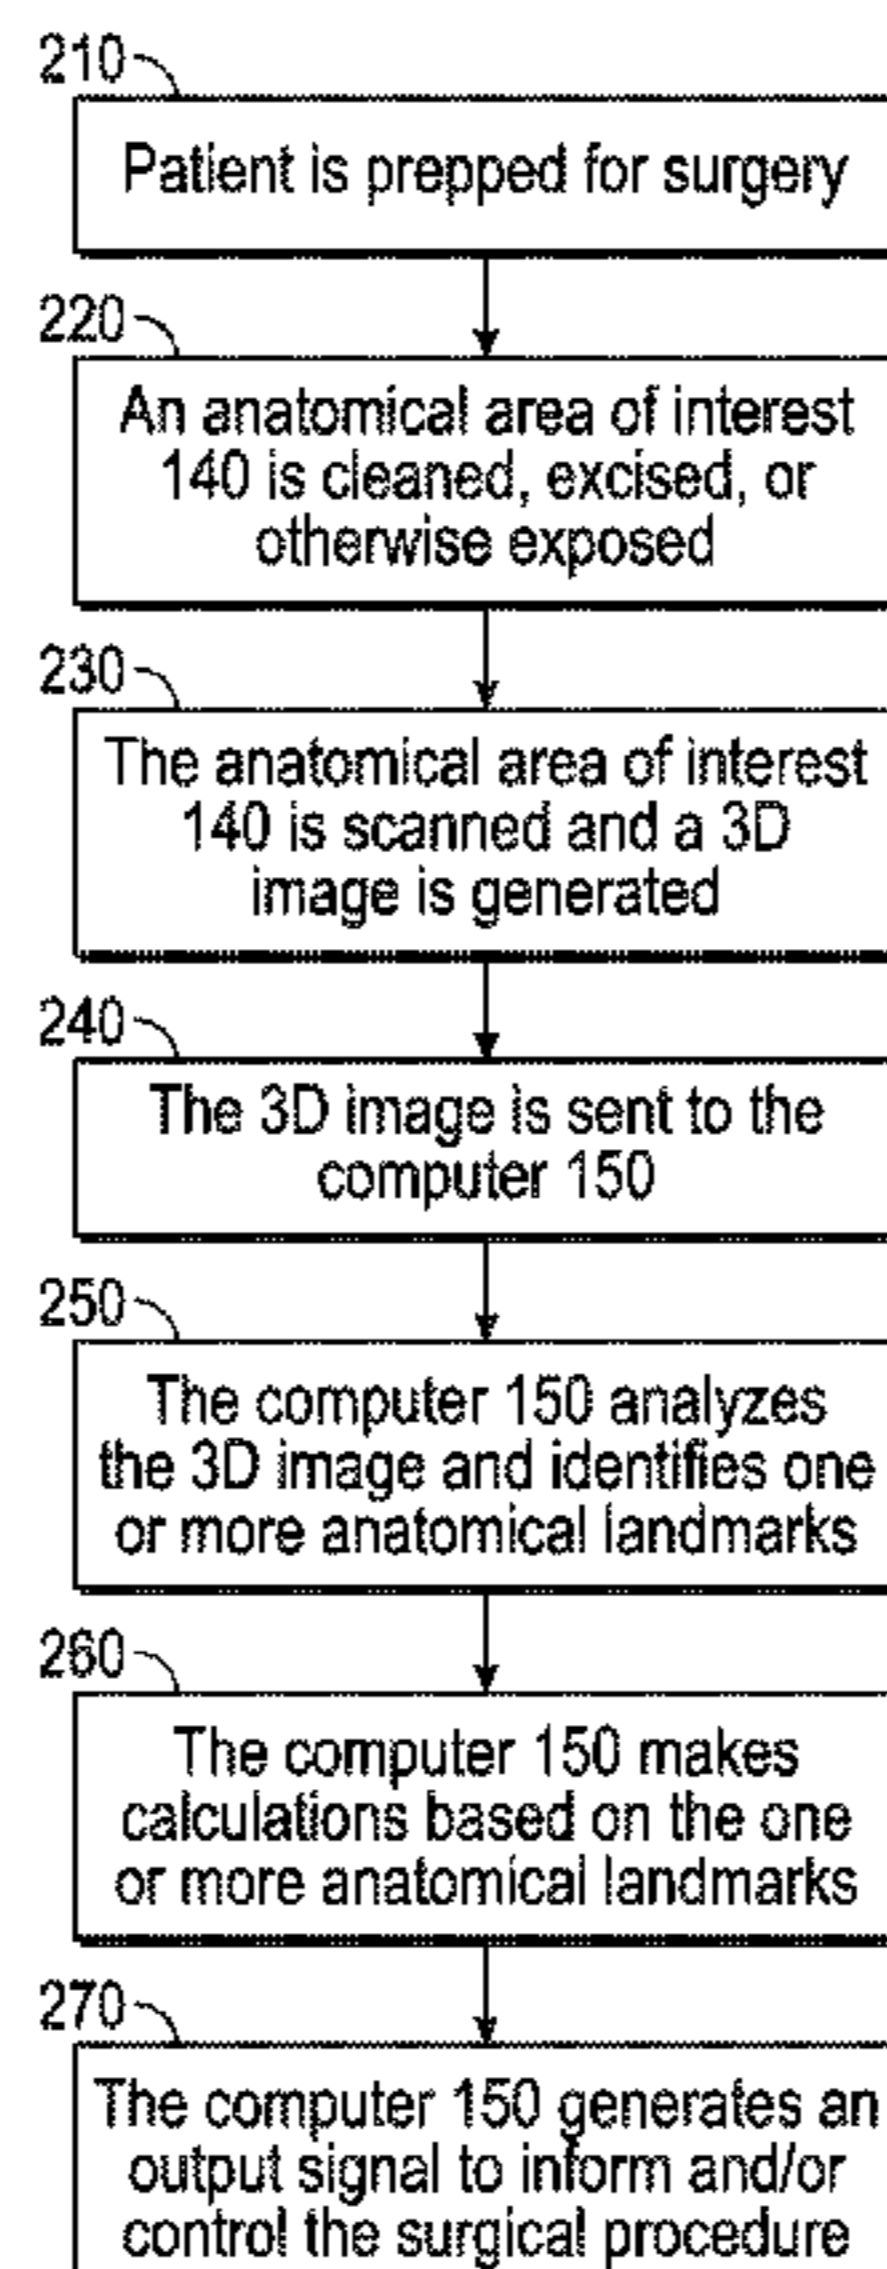 210
Patient is prepped for surgery
220
An anatomical area of interest
140 is cleaned, excised, or
otherwise exposed
230
The anatomical area of interest
140 is scanned and a 3D
image is generated
240
The 3D image is sent to the
computer 150
250
The computer 150 analyzes
the 3D image and identifies one
or more anatomical landmarks
260
The computer 150 makes
calculations based on the one
or more anatomical landmarks
270
The computer 150 generates an
output signal to inform and/or
control the surgical procedure